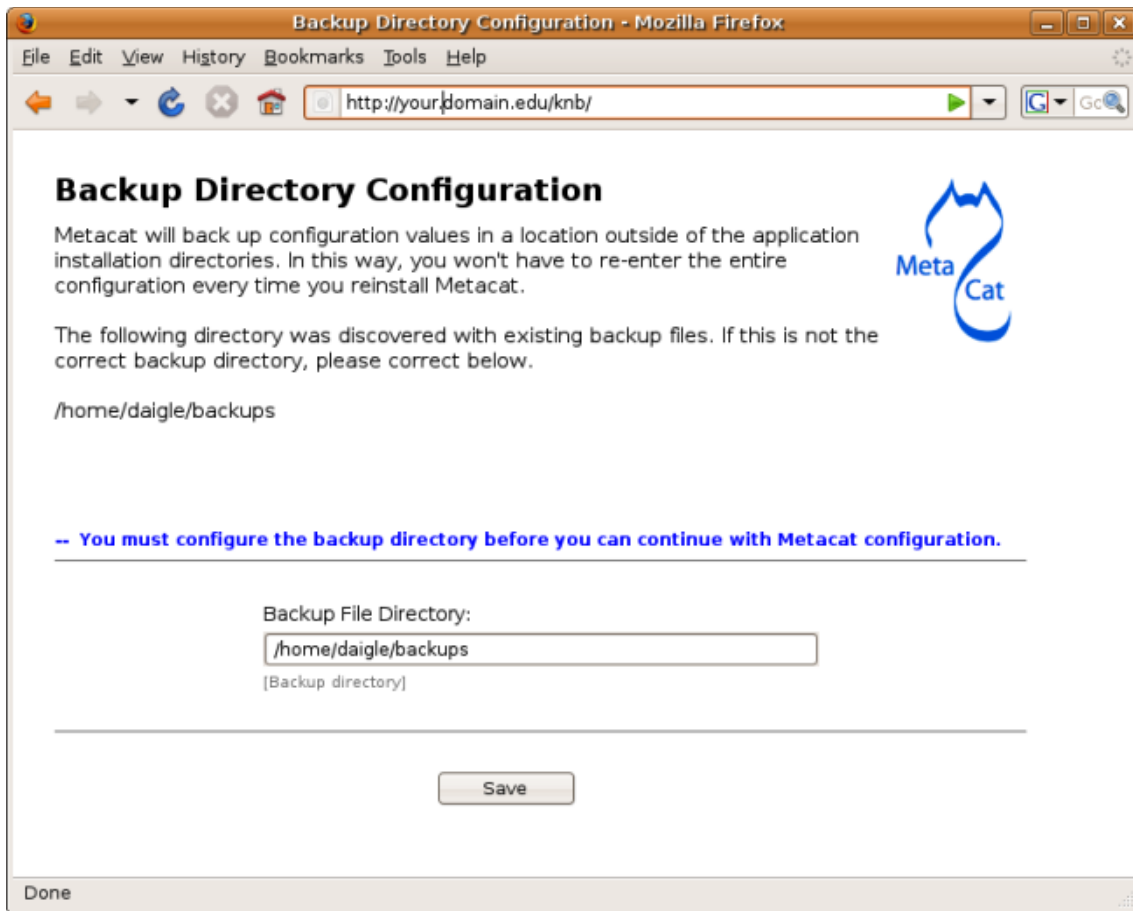 Backup Directory Configuration - Mozilla Firefox
File Edit View History Bookmarks Tools Help
http://your.domain.edu/knb/
G Go
Backup Directory Configuration
Metacat will back up configuration values in a location outside of the application
installation directories. In this way, you won't have to re-enter the entire
configuration every time you reinstall Metacat.
Meta
Cat
The following directory was discovered with existing backup files. If this is not the
correct backup directory, please correct below.
/home/daigle/backups
-- You must configure the backup directory before you can continue with Metacat configuration.
Backup File Directory:
/home/daigle/backups
[Backup directory]
Save
Done